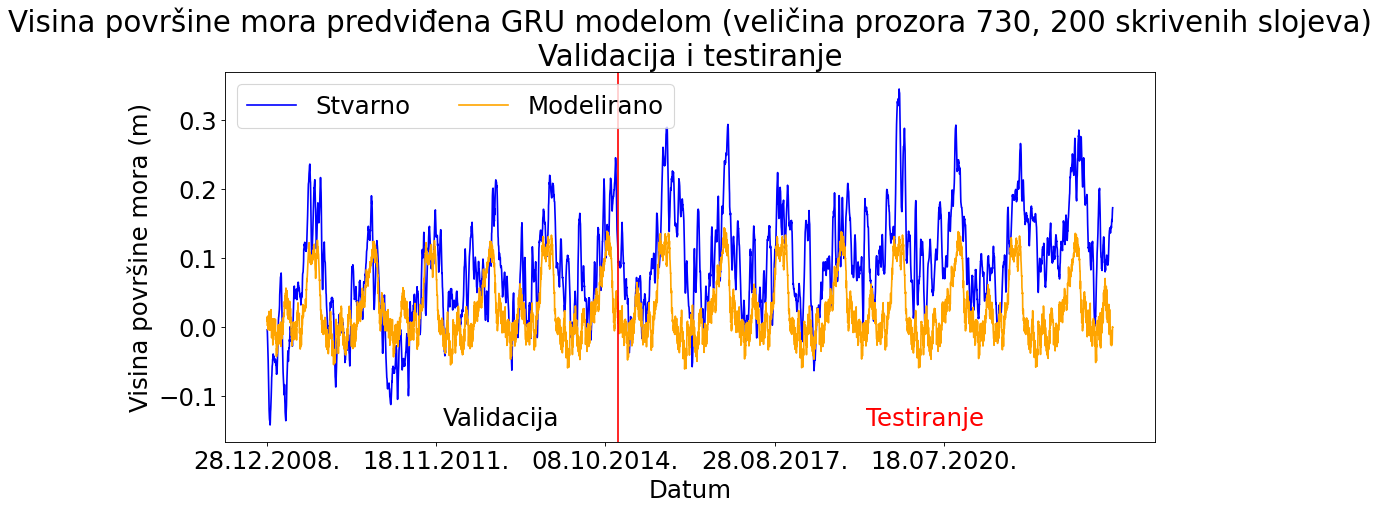 Visina površine mora predviđena GRU modelom (veličina prozora 730, 200 skrivenih slojeva)
Validacija i testiranje
Stvarno Modelirano
Visina površine mora (m)
0.3
0.2
0.1
0.0
−0.1
Validacija Testiranje
28.12.2008. 18.11.2011. 08.10.2014. 28.08.2017. 18.07.2020.
Datum